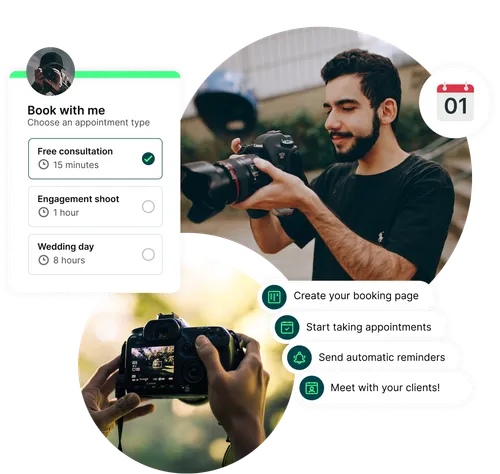 Book with me
Choose an appointment type
Free consultation
15 minutes
Engagement shoot
1 hour
Wedding day
8 hours
01
Create your booking page
Start taking appointments
Send automatic reminders
Meet with your clients!